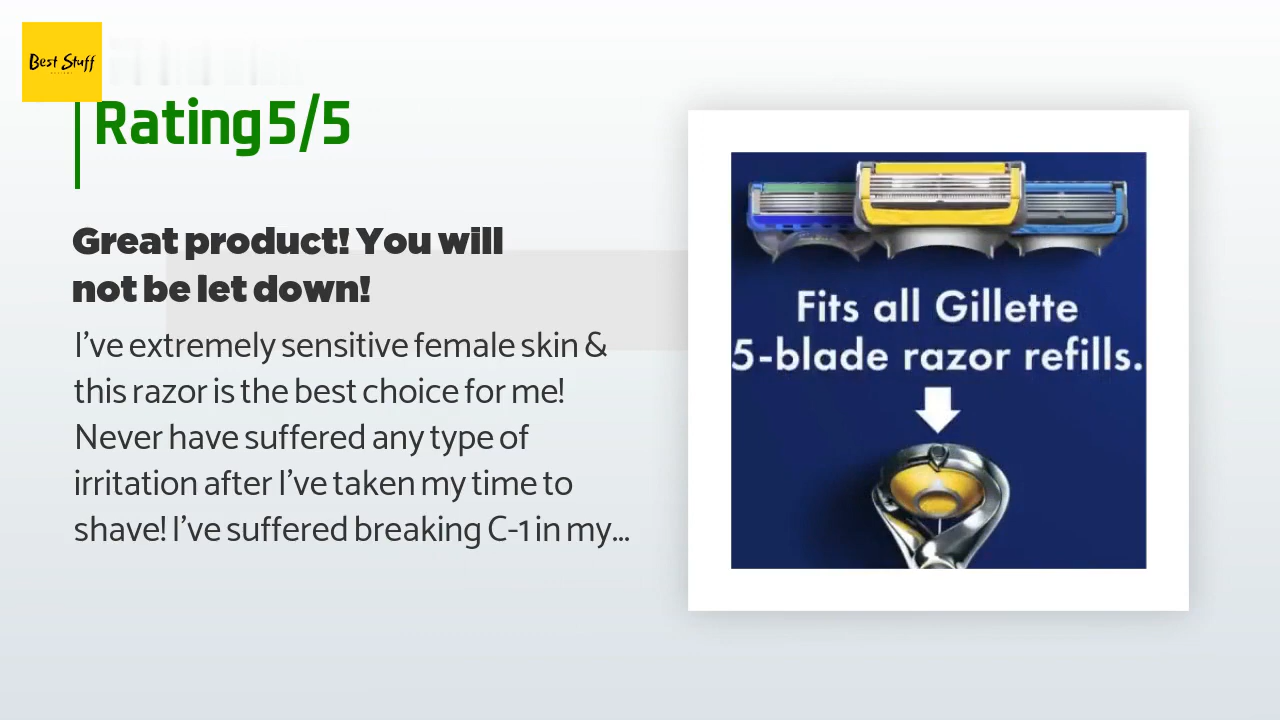 Best Stuff
Rating 5/5
Great product! You will
not be let down!
I've extremely sensitive female skin &
this razor is the best choice for me!
Never have suffered any type of
irritation after I've taken my time to
shave! I've suffered breaking C-1 in my...
Fits all Gillette
5-blade razor refills.